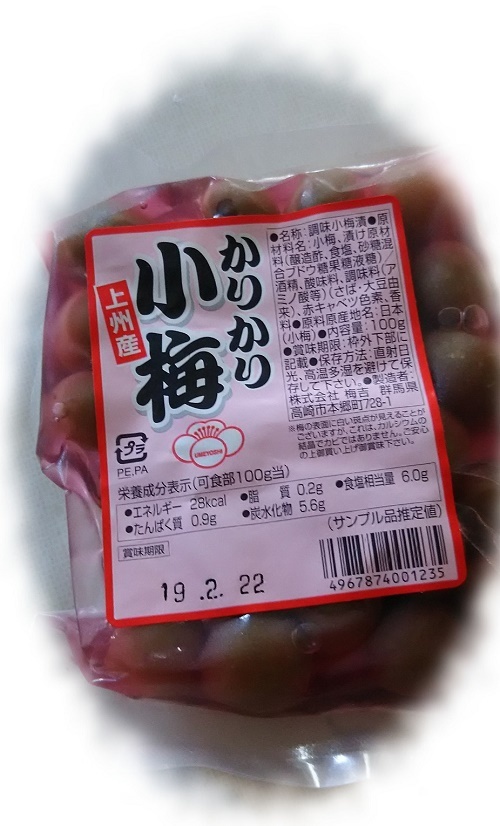 上州産
かりかり
小梅
UMEYOSHI
プラ
PE,PA
●名称:調味小梅漬●原
材料名:小梅、漬け原材
料(醸造酢、食塩、砂糖混
合ブドウ糖果糖液糖)/
酒精、酸味料、調味料(ア
ミノ酸等)(さば・大豆由
来)、赤キャベツ色素、香
料●原料原産地名:日本
(小梅)●内容量:100g
●賞味期限:枠外下部に
記載●保存方法:直射日
光、高温多湿を避けて保
存して下さい。●製造者:
株式会社 梅吉 群馬県
高崎市本郷町728-1
※梅の表面に白い斑点が見えることが
ございますが、これは、カルシウムの
結晶でカビではありません。ご安心
の上御買い上げ御賞味下さい。
栄養成分表示(可食部100g当)
●エネルギー 28kcal ●脂 質 0.2g ●食塩相当量 6.0g
●たんぱく質 0.9g ●炭水化物 5.6g
(サンプル品推定値)
賞味期限
19.2.22
4967874001235